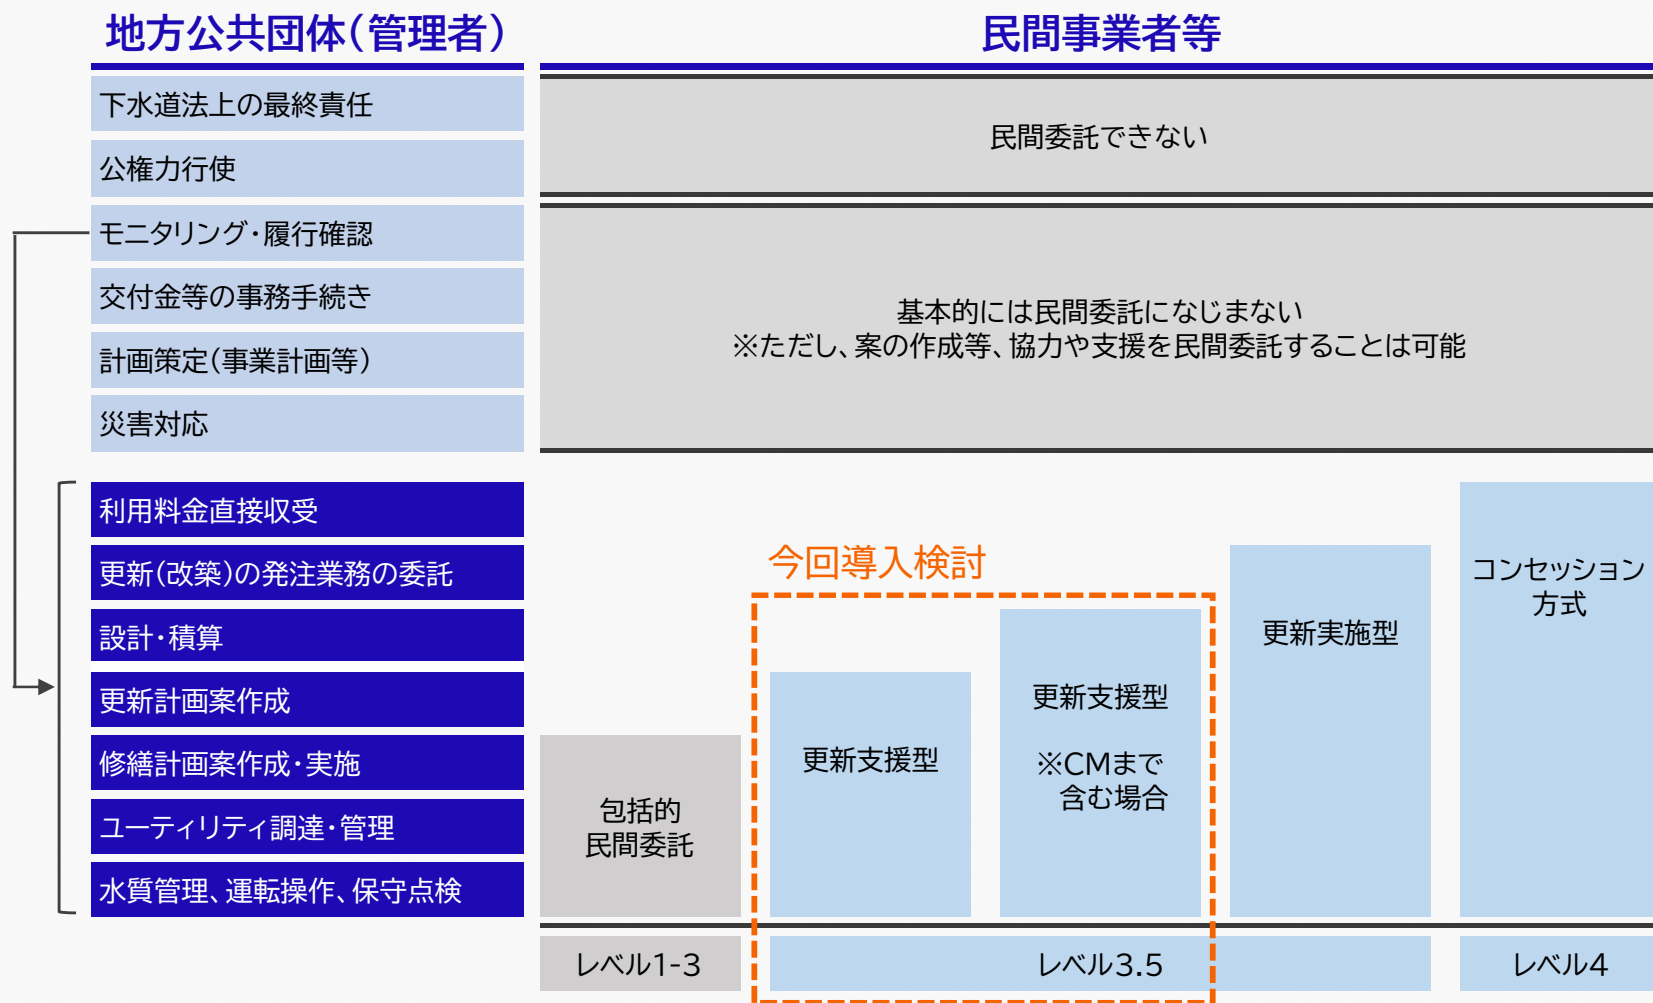 地方公共団体(管理者)
民間事業者等
下水道法上の最終責任
公権力行使
民間委託できない
モニタリング・履行確認
交付金等の事務手続き
計画策定(事業計画等)
災害対応
基本的には民間委託になじまない
※ただし、案の作成等、協力や支援を民間委託することは可能
利用料金直接収受
更新(改築)の発注業務の委託
設計・積算
更新計画案作成
修繕計画案作成・実施
ユーティリティ調達・管理
水質管理、運転操作、保守点検
今回導入検討
包括的
民間委託
更新支援型
更新支援型
※CMまで
含む場合
更新実施型
コンセッション
方式
レベル1-3
レベル3.5
レベル4